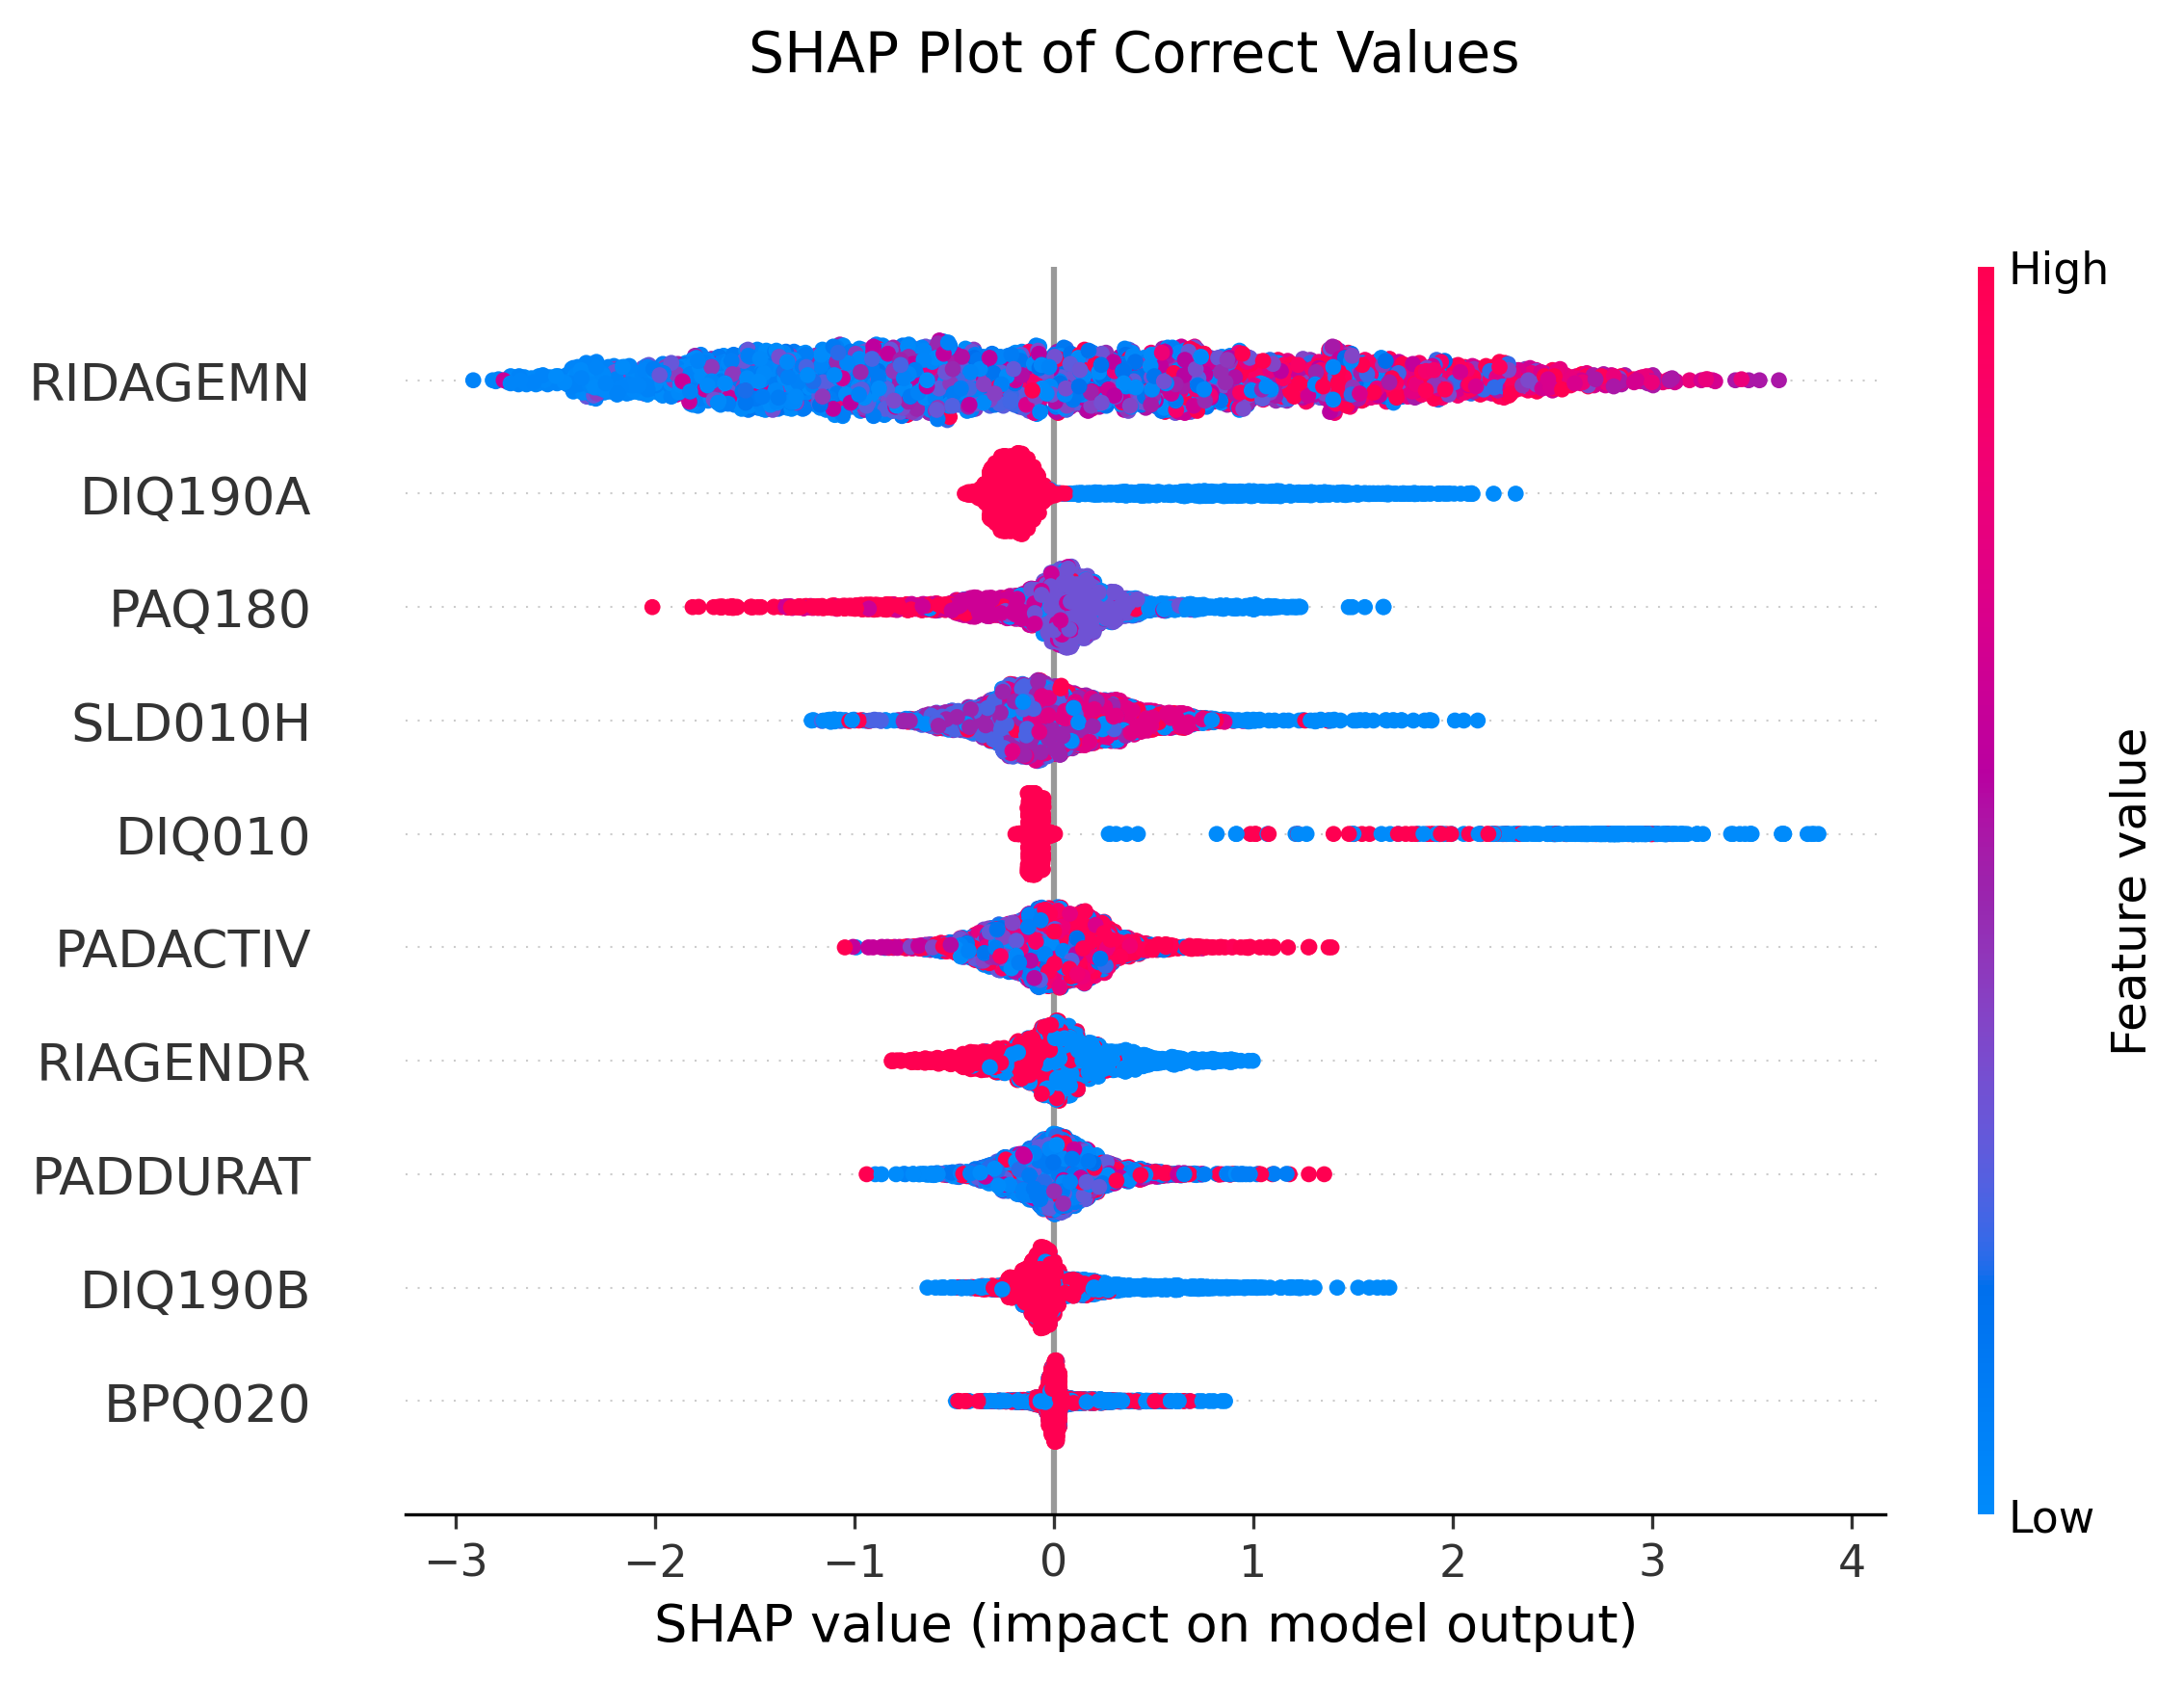 SHAP Plot of Correct Values
High
RIDAGEMN
DIQ190A
PAQ180
SLD010H
DIQ010
PADACTIV
RIAGENDR
PADDURAT
DIQ190B
BPQ020
Feature value
Low
−3 −2 −1 0 1 2 3 4
SHAP value (impact on model output)